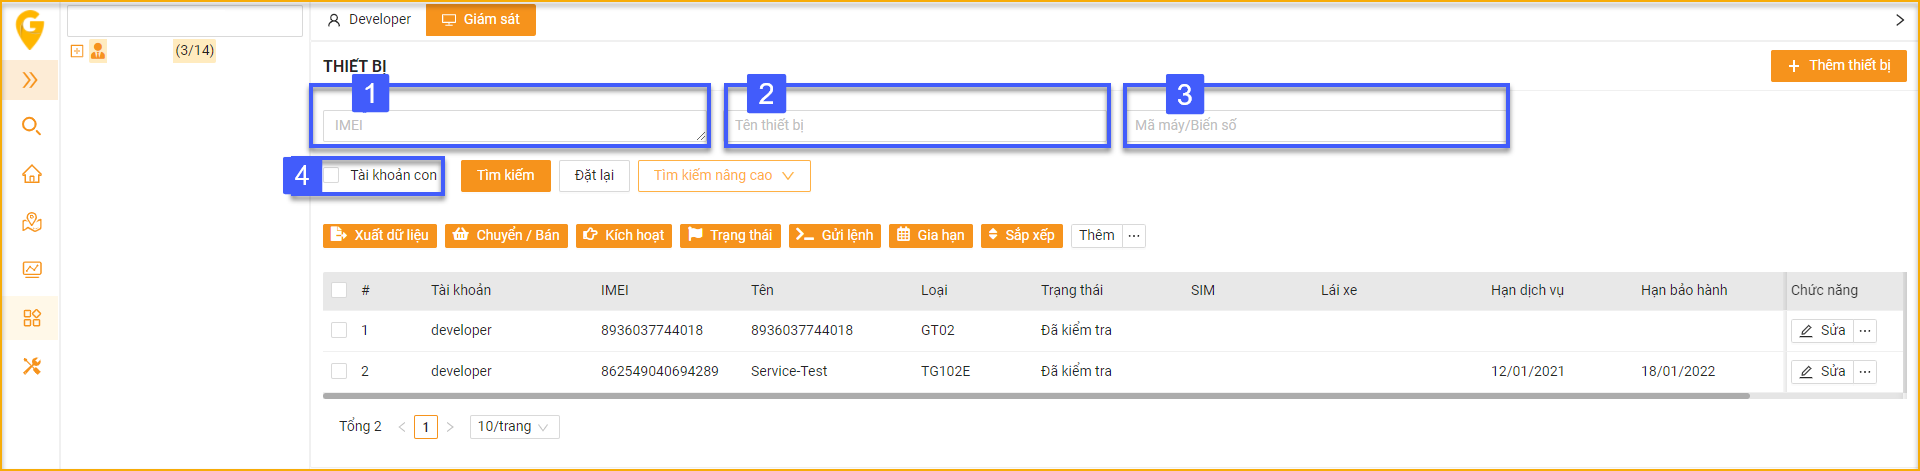 G
(3/14)
Developer Giám sát
THIẾT BỊ
Thêm thiết bị
1 2 3
IMEI Tên thiết bị Mã máy/Biển số
4 Tài khoản con Tìm kiếm Đặt lại Tìm kiếm nâng cao
Xuất dữ liệu Chuyển / Bán Kích hoạt Trạng thái Gửi lệnh Gia hạn Sắp xếp Thêm ...
# Tài khoản IMEI Tên Loại Trạng thái SIM Lái xe Hạn dịch vụ Hạn bảo hành Chức năng
1 developer 8936037744018 8936037744018 GT02 Đã kiểm tra Sửa ...
2 developer 862549040694289 Service-Test TG102E Đã kiểm tra 12/01/2021 18/01/2022 Sửa ...
Tổng 2 < 1 > 10/trang